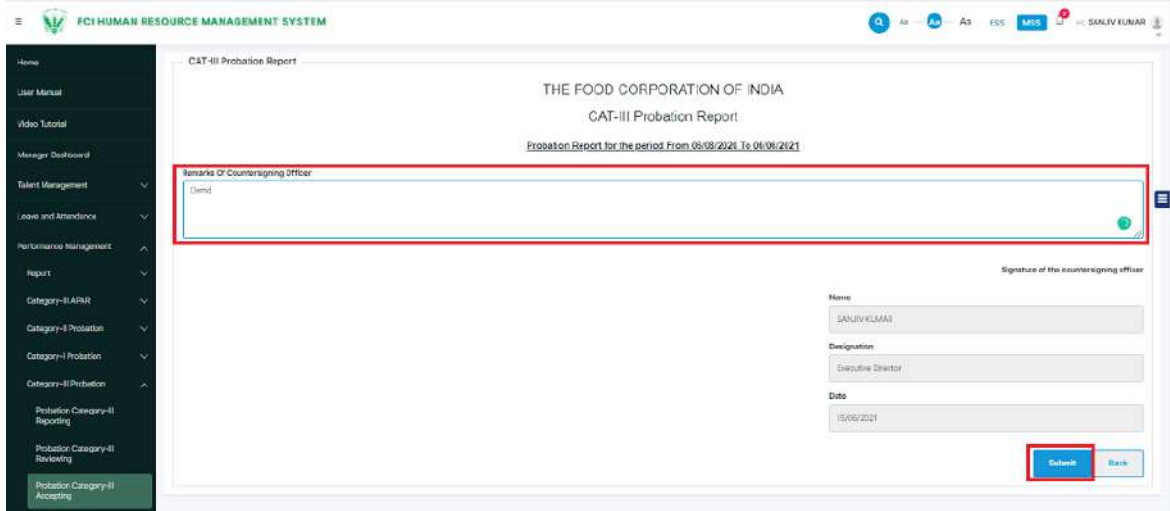 FCI HUMAN RESOURCE MANAGEMENT SYSTEM
Aa Aa Aa ESS MSS Hi, SANJIV KUMAR
Home
User Manual
Video Tutorial
Manager Dashboard
Talent Management
Leave and Attendance
Performance Management
Report
Category-III APAR
Category-II Probation
Category-I Probation
Category-III Probation
Probation Category-III
Reporting
Probation Category-III
Reviewing
Probation Category-III
Accepting
CAT-III Probation Report
THE FOOD CORPORATION OF INDIA
CAT-III Probation Report
Probation Report for the period From 06/08/2020 To 06/06/2021
Remarks Of Countersigning Officer
Signature of the countersigning officer
Name
SANJIV KUMAR
Designation
Executive Director
Date
15/06/2021
Submit Back